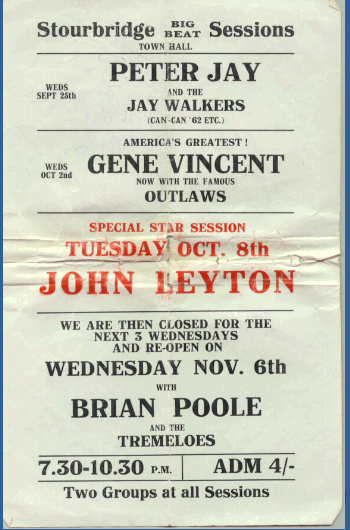 Stourbridge BIG BEAT Sessions
TOWN HALL
WEDS SEPT 25th
PETER JAY
AND THE
JAY WALKERS
(CAN-CAN '62 ETC.)
AMERICA'S GREATEST!
WEDS OCT 2nd
GENE VINCENT
NOW WITH THE FAMOUS
OUTLAWS
SPECIAL STAR SESSION
TUESDAY OCT. 8th
JOHN LEYTON
WE ARE THEN CLOSED FOR THE
NEXT 3 WEDNESDAYS
AND RE-OPEN ON
WEDNESDAY NOV. 6th
WITH
BRIAN POOLE
AND THE
TREMELOES
7.30-10.30 P.M. ADM 4/-
Two Groups at all Sessions